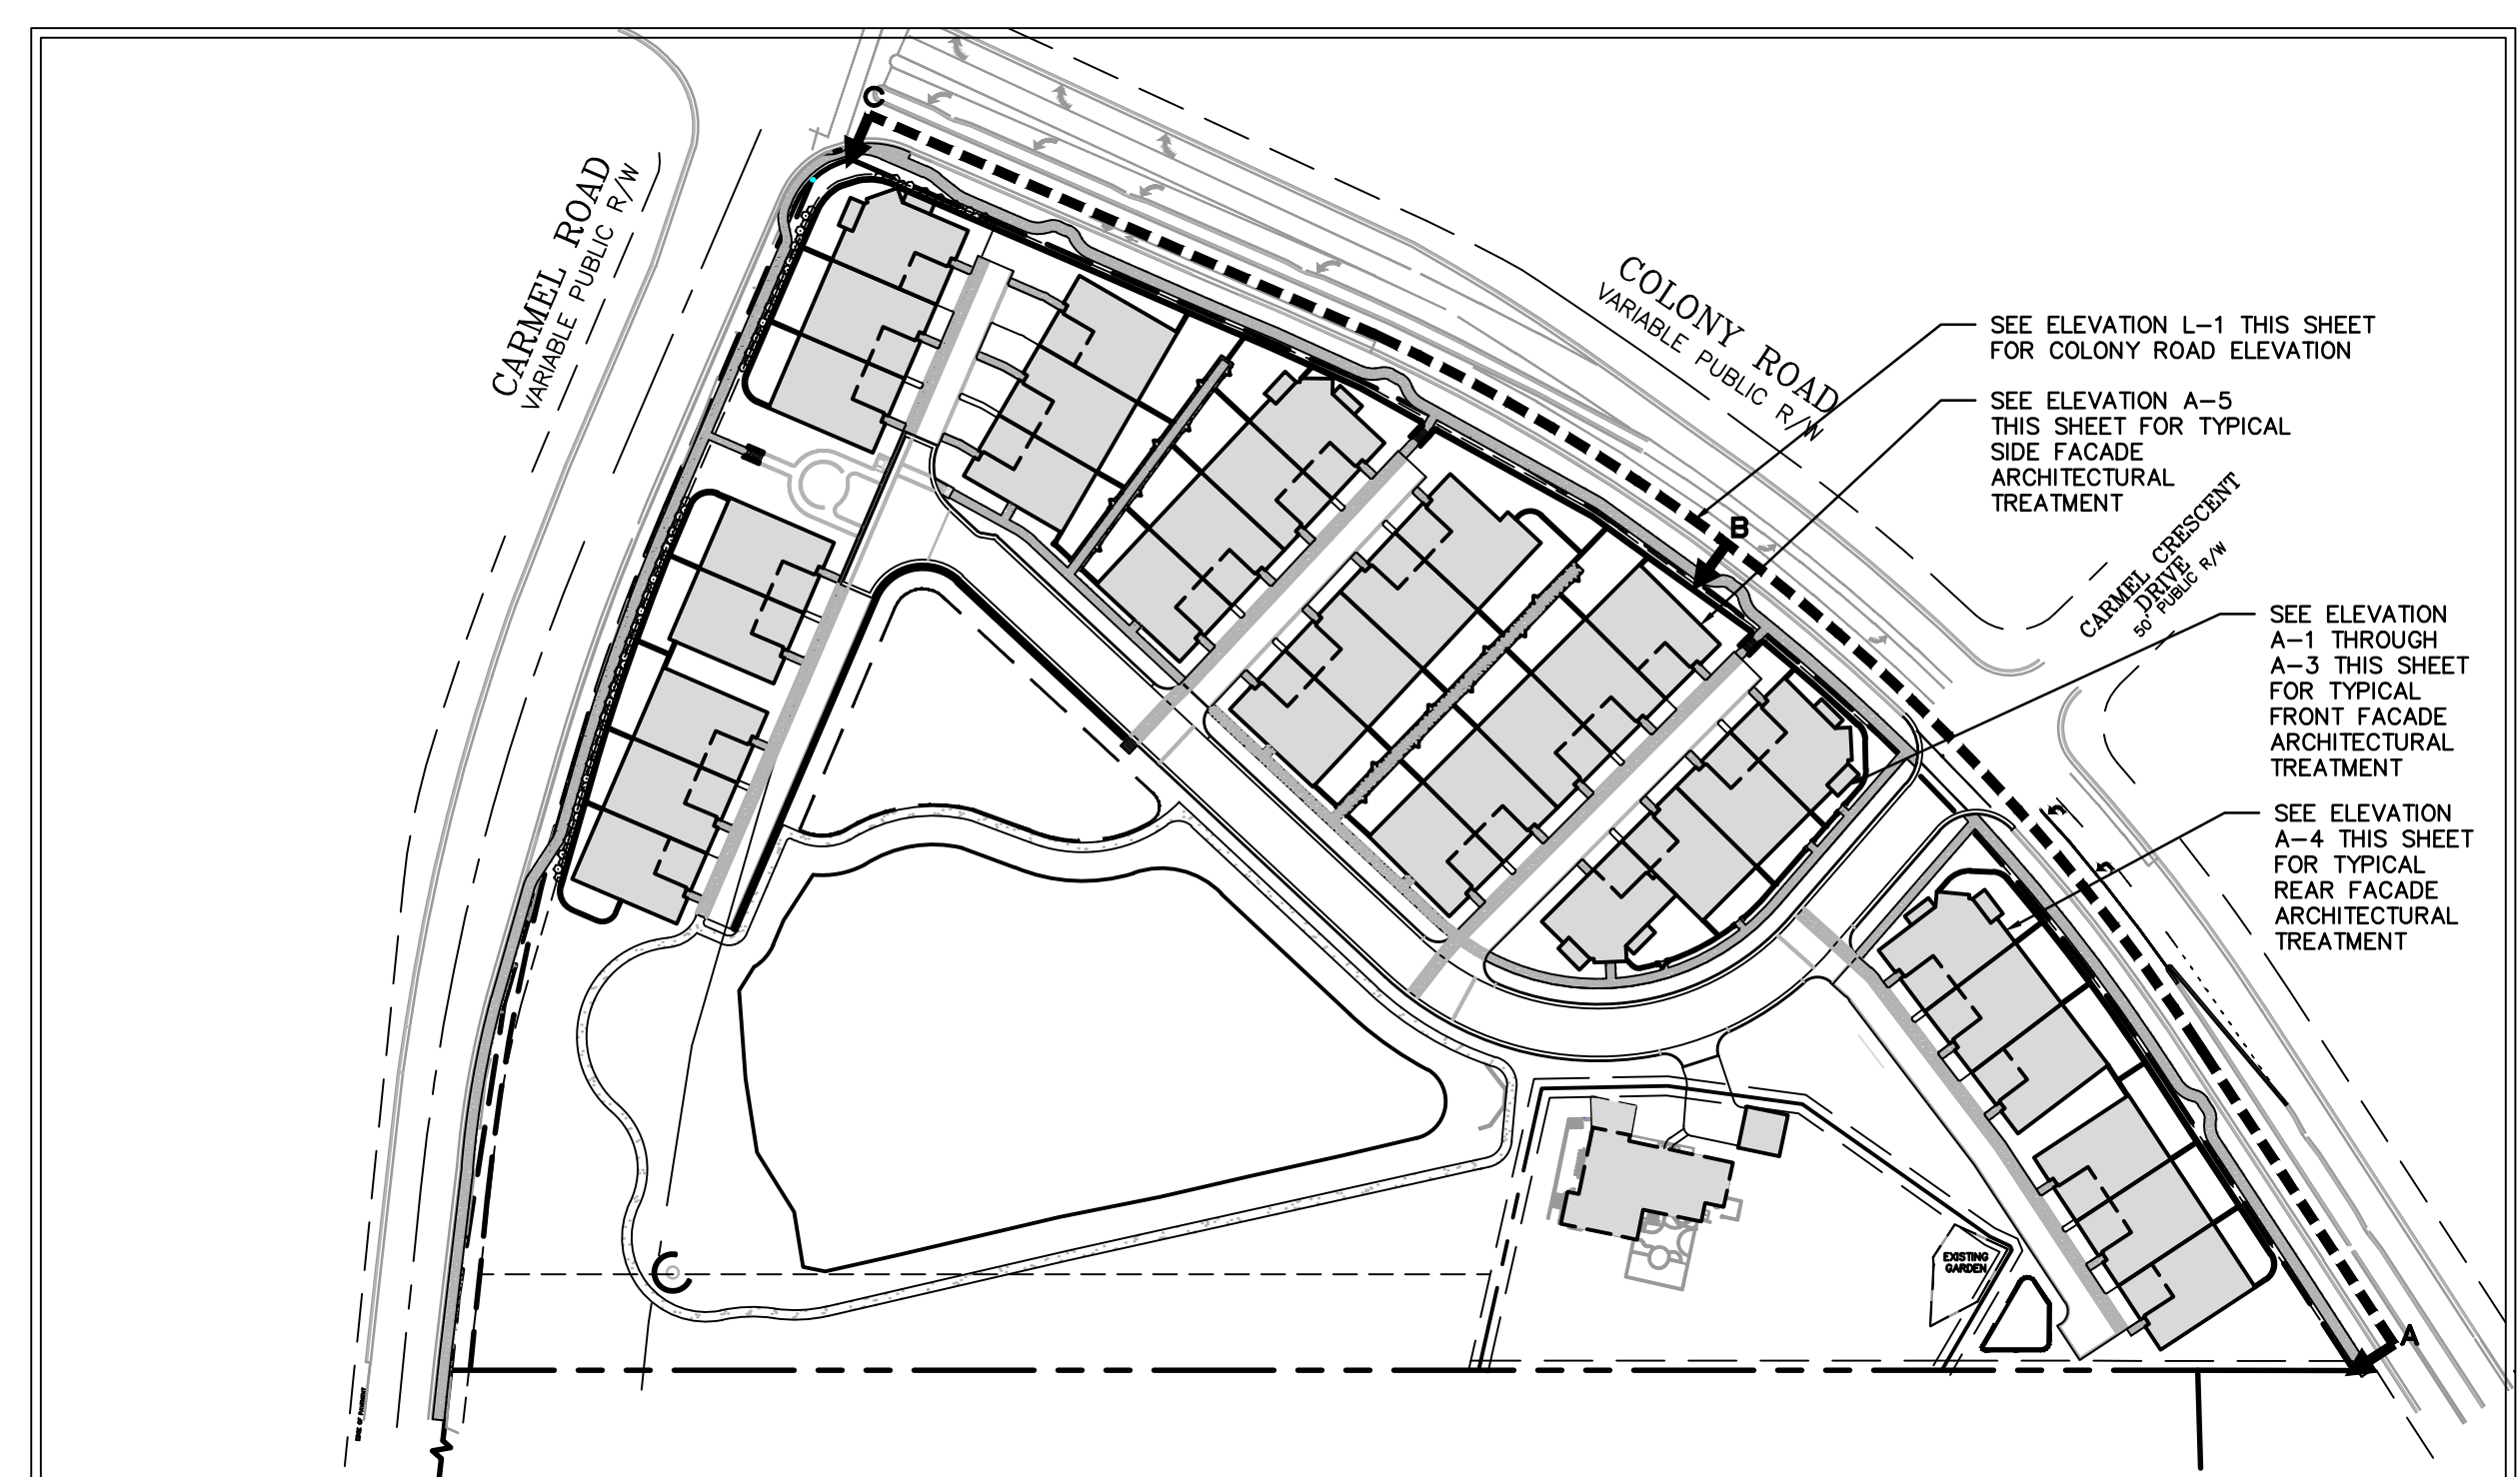 C
CARMEL ROAD
VARIABLE PUBLIC R/W
COLONY ROAD
VARIABLE PUBLIC R/W
SEE ELEVATION L-1 THIS SHEET
FOR COLONY ROAD ELEVATION
SEE ELEVATION A-5
THIS SHEET FOR TYPICAL
SIDE FACADE
ARCHITECTURAL
TREATMENT
B
CARMEL CRESCENT
DRIVE
50' PUBLIC R/W
SEE ELEVATION
A-1 THROUGH
A-3 THIS SHEET
FOR TYPICAL
FRONT FACADE
ARCHITECTURAL
TREATMENT
SEE ELEVATION
A-4 THIS SHEET
FOR TYPICAL
REAR FACADE
ARCHITECTURAL
TREATMENT
EXISTING
GARDEN
A
EDGE OF PAVEMENT